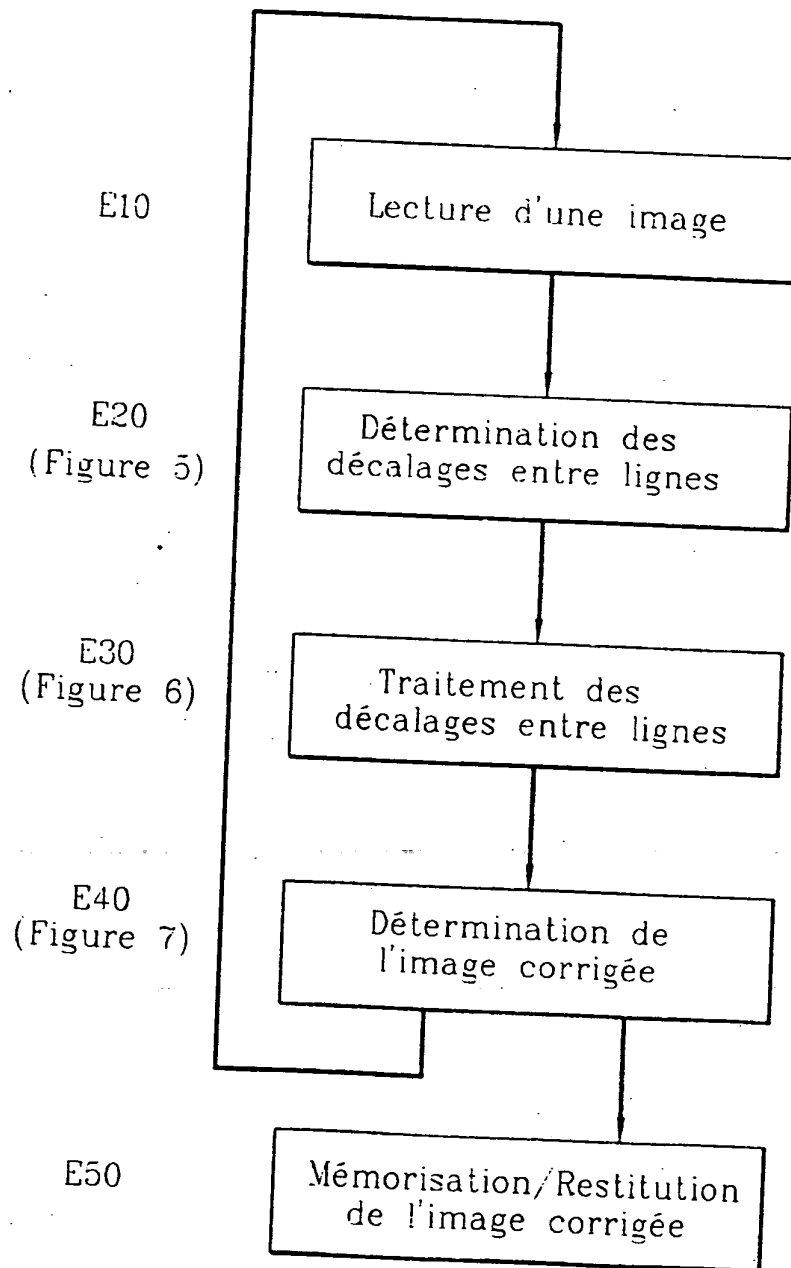 E10
Lecture d'une image
E20
(Figure 5)
Détermination des
décalages entre lignes
E30
(Figure 6)
Traitement des
décalages entre lignes
E40
(Figure 7)
Détermination de
l'image corrigée
E50
Mémorisation/Restitution
de l'image corrigée